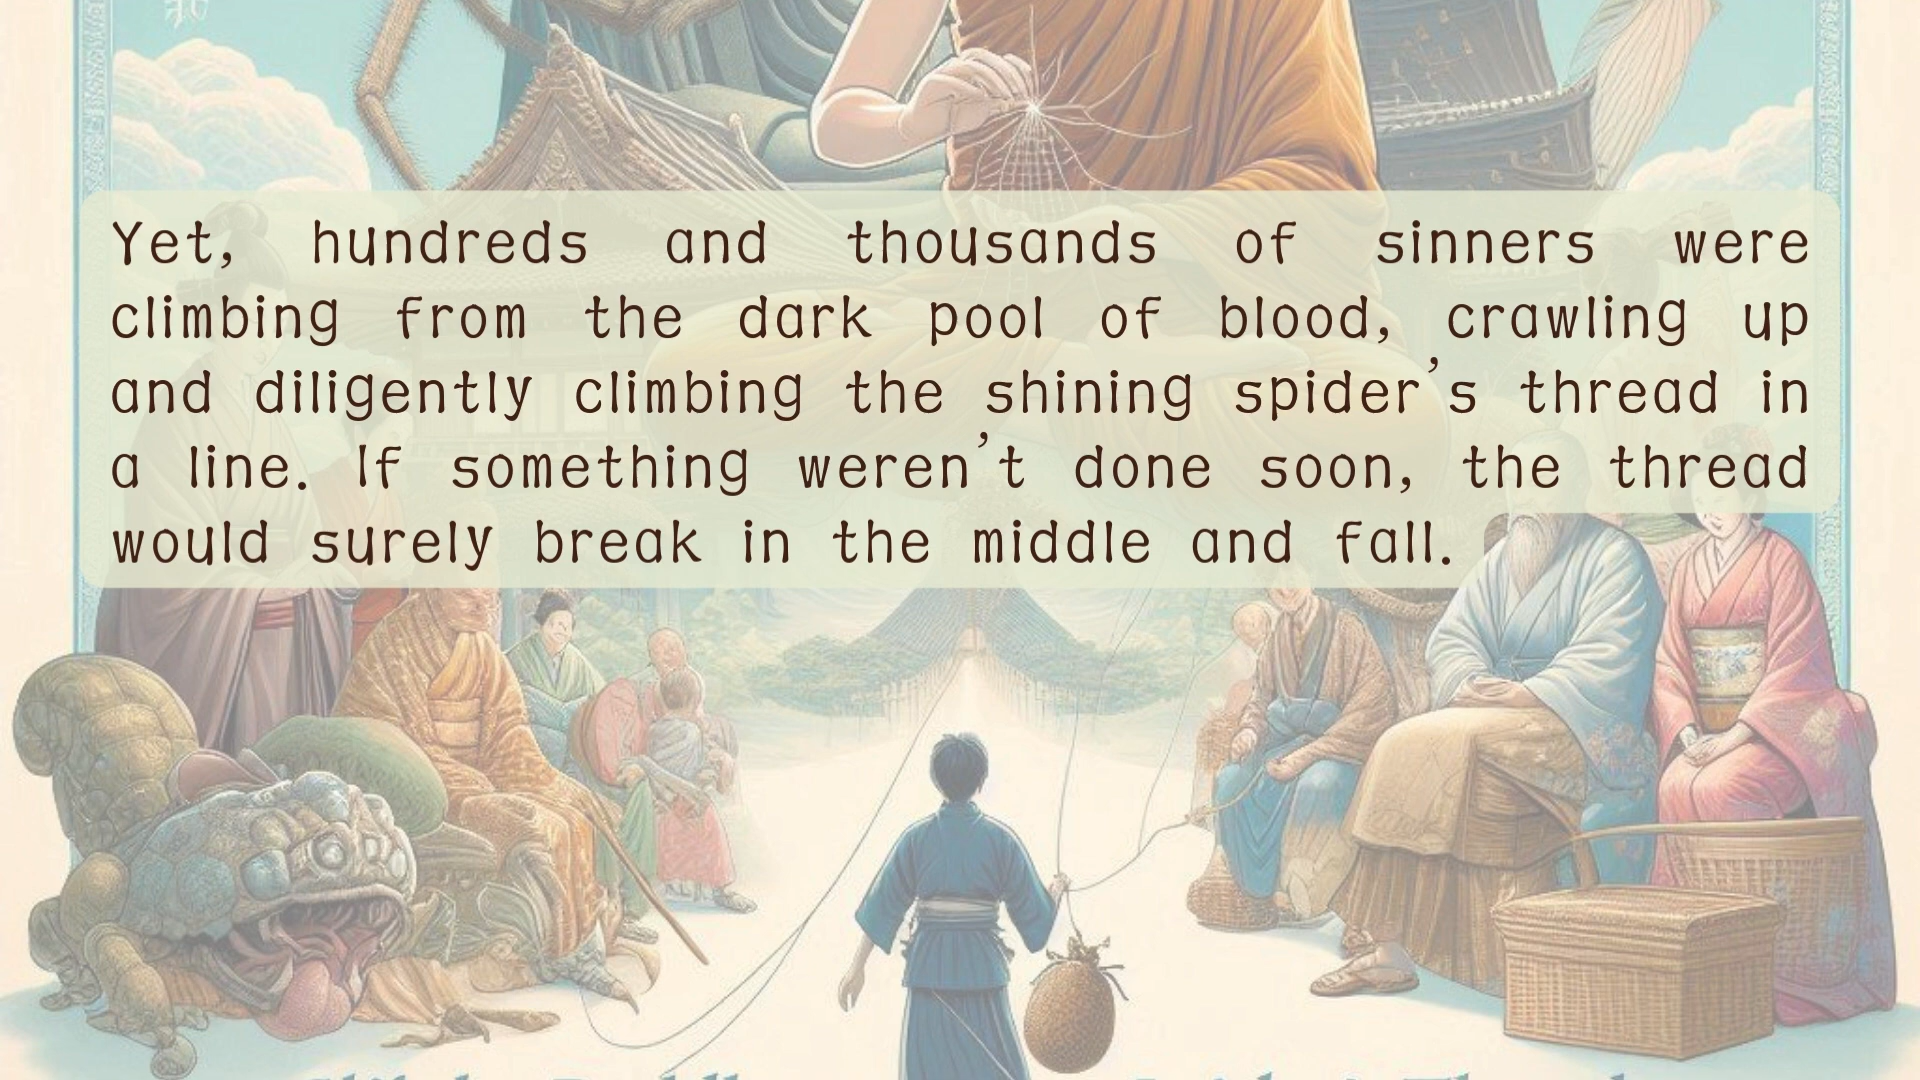 Yet, hundreds and thousands of sinners were
climbing from the dark pool of blood, crawling up
and diligently climbing the shining spider's thread in
a line. If something weren't done soon, the thread
would surely break in the middle and fall.